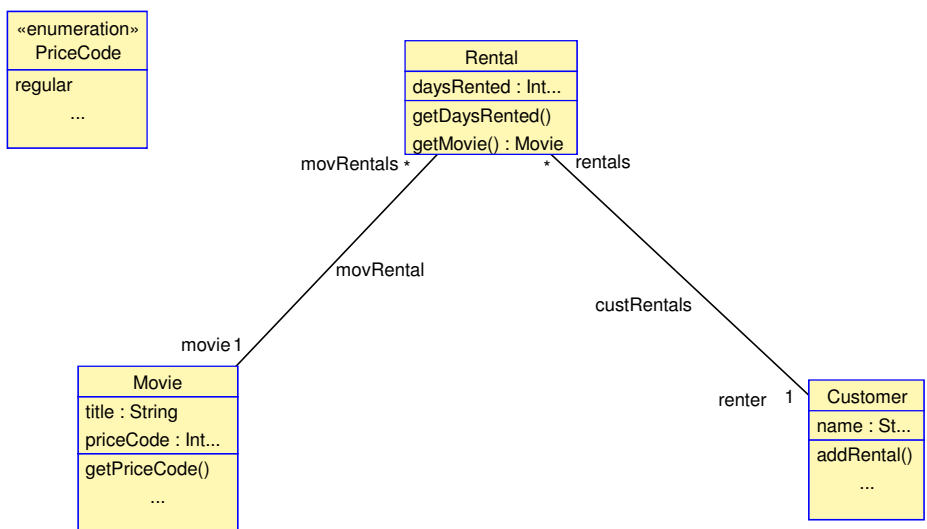 «enumeration»
PriceCode
regular
...
Rental
daysRented : Int...
getDaysRented()
getMovie() : Movie
movRentals *
* rentals
movRental
custRentals
movie 1
renter 1
Movie
title : String
priceCode : Int...
getPriceCode()
...
Customer
name : St...
addRental()
...